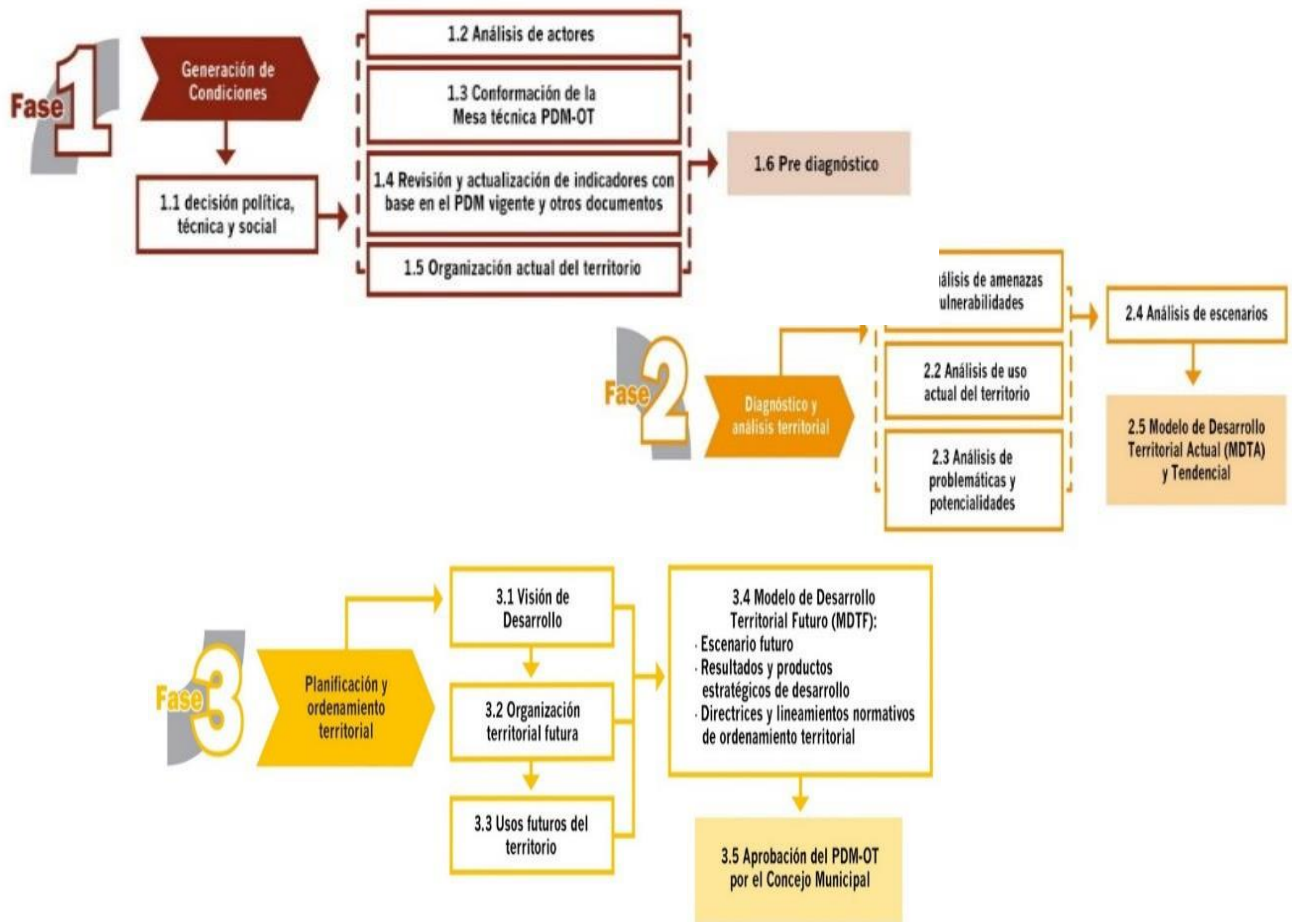 Fase 1
Generación de
Condiciones
1.1 decisión política,
técnica y social
1.2 Análisis de actores
1.3 Conformación de la
Mesa técnica PDM-OT
1.4 Revisión y actualización de indicadores con
base en el PDM vigente y otros documentos
1.5 Organización actual del territorio
1.6 Pre diagnóstico
Fase 2
Diagnóstico y
análisis territorial
álisis de amenazas
ulnerabilidades
2.2 Análisis de uso
actual del territorio
2.3 Análisis de
problemáticas y
potencialidades
2.4 Análisis de escenarios
2.5 Modelo de Desarrollo
Territorial Actual (MDTA)
y Tendencial
Fase 3
Planificación y
ordenamiento
territorial
3.1 Visión de
Desarrollo
3.2 Organización
territorial futura
3.3 Usos futuros del
territorio
3.4 Modelo de Desarrollo
Territorial Futuro (MDTF):
· Escenario futuro
· Resultados y productos
estratégicos de desarrollo
· Directrices y lineamientos normativos
de ordenamiento territorial
3.5 Aprobación del PDM-OT
por el Concejo Municipal